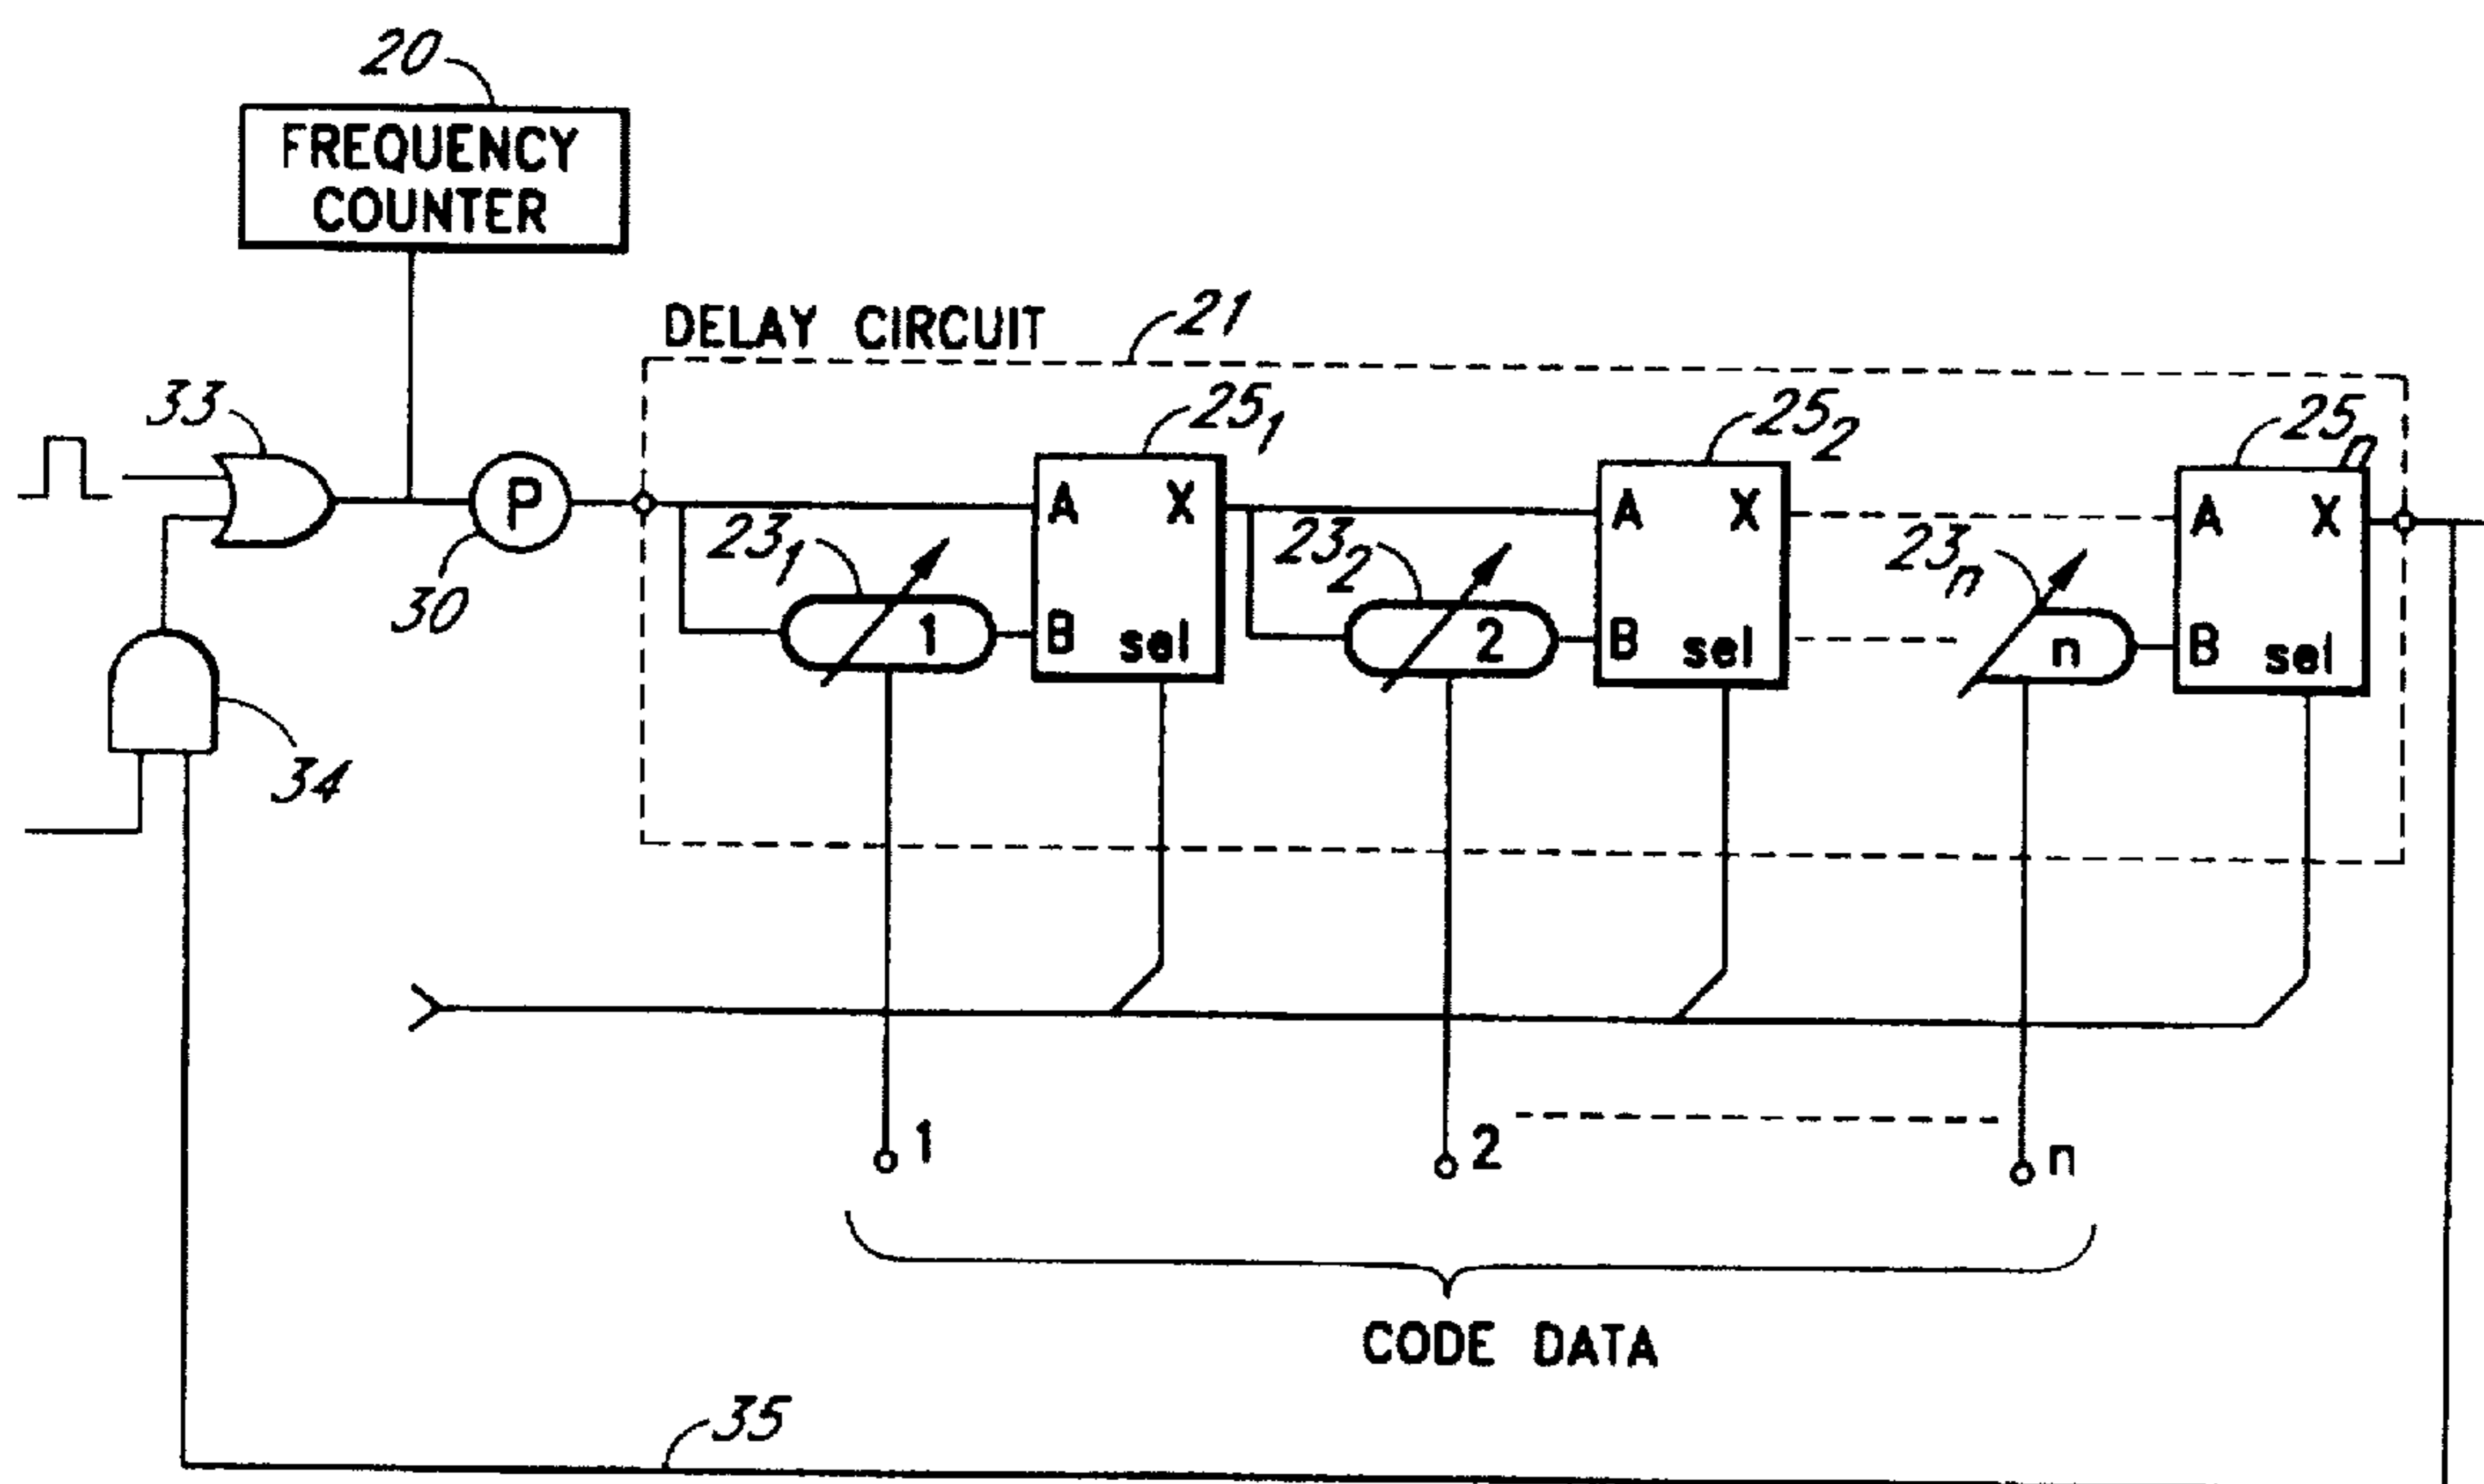 20
FREQUENCY
COUNTER
DELAY CIRCUIT
21
33
25₁
25₂
25ₙ
P
A X
A X
A X
23₁
23₂
23ₙ
30
1
B sel
2
B sel
n
B sel
34
1
2
n
CODE DATA
35